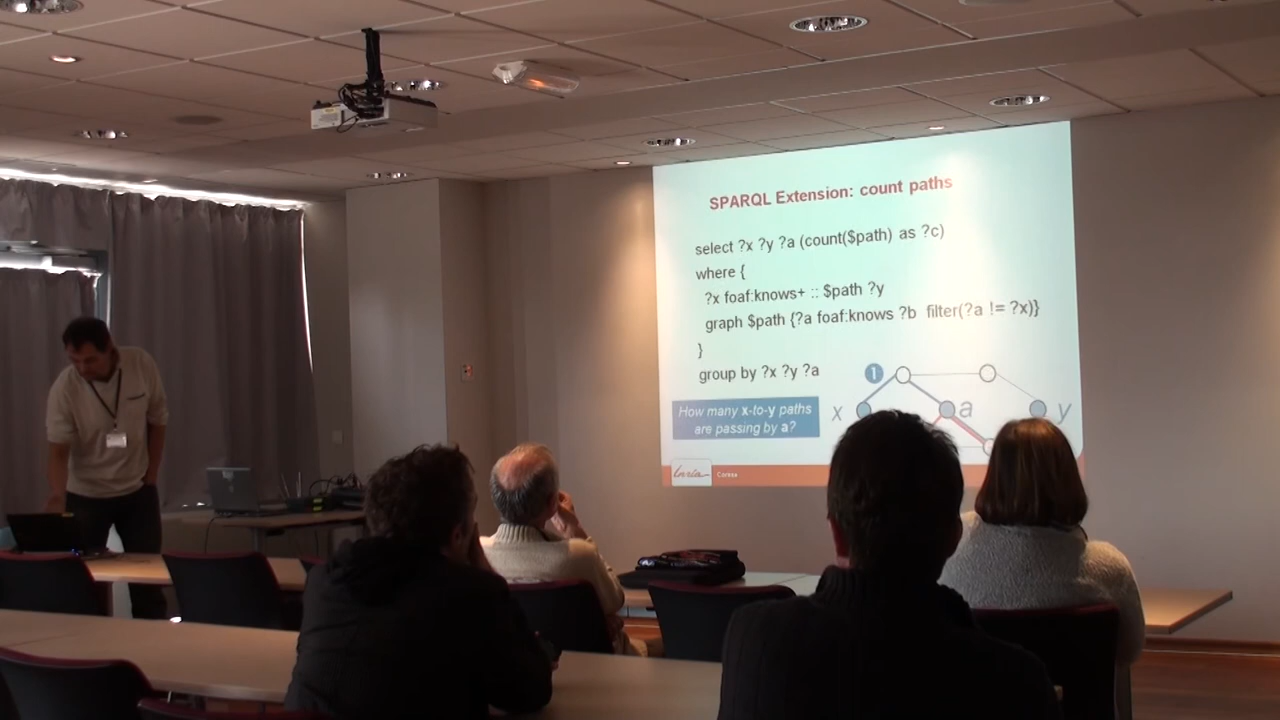 SPARQL Extension: count paths
select ?x ?y ?a (count($path) as ?c)
where {
?x foaf:knows+ :: $path ?y
graph $path {?a foaf:knows ?b filter(?a != ?x)}
}
group by ?x ?y ?a
1
x
a
y
How many x-to-y paths
are passing by a?
Inria
Corese